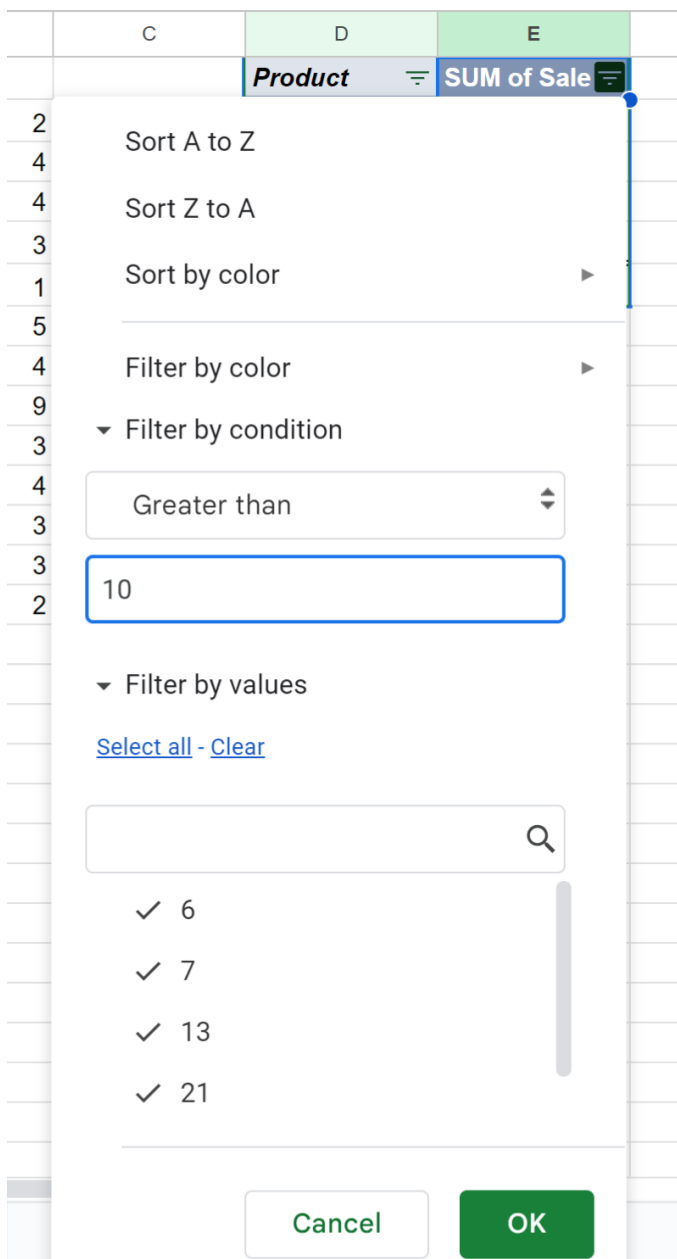 C D E
Product SUM of Sale
2
4
4
3
1
5
4
9
3
4
3
3
2
Sort A to Z
Sort Z to A
Sort by color
Filter by color
Filter by condition
Greater than
10
Filter by values
Select all - Clear
6
7
13
21
Cancel OK